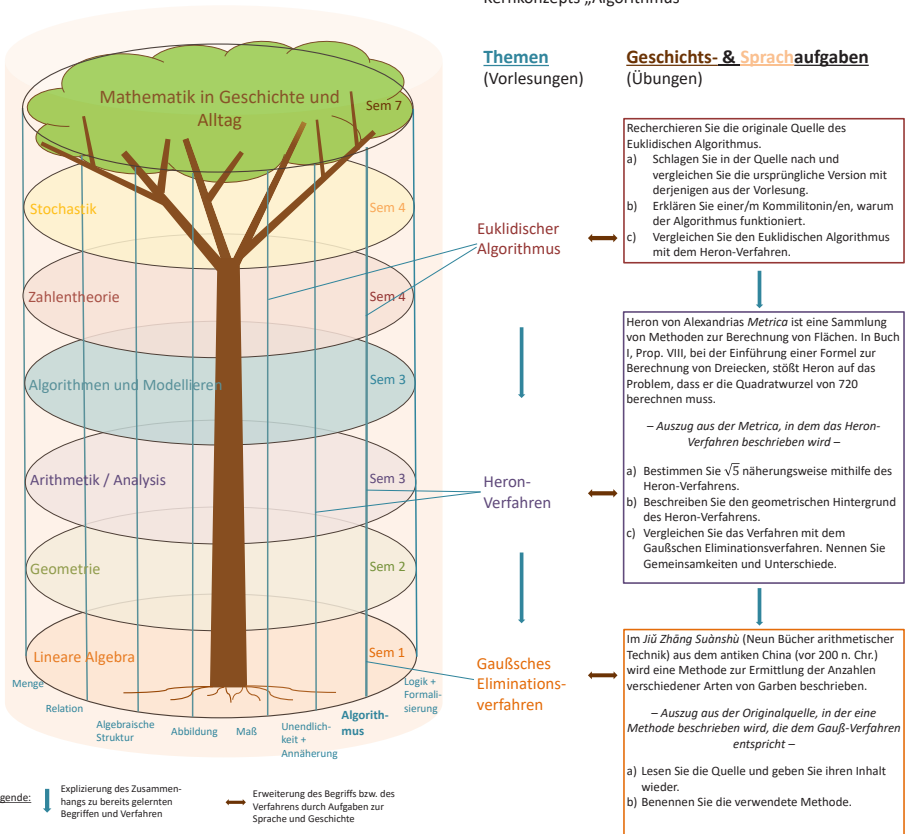 Kernkonzepts „Algorithmus“
Themen
(Vorlesungen)
Geschichts- & Sprachaufgaben
(Übungen)
Mathematik in Geschichte und
Alltag
Sem 7
Stochastik
Sem 4
Zahlentheorie
Sem 4
Algorithmen und Modellieren
Sem 3
Arithmetik / Analysis
Sem 3
Geometrie
Sem 2
Lineare Algebra
Sem 1
Menge
Relation
Algebraische
Struktur
Abbildung
Maß
Unendlich-
keit +
Annäherung
Algorith-
mus
Logik +
Formali-
sierung
Euklidischer
Algorithmus
Recherchieren Sie die originale Quelle des
Euklidischen Algorithmus.
a) Schlagen Sie in der Quelle nach und
vergleichen Sie die ursprüngliche Version mit
derjenigen aus der Vorlesung.
b) Erklären Sie einer/m Kommilitonin/en, warum
der Algorithmus funktioniert.
c) Vergleichen Sie den Euklidischen Algorithmus
mit dem Heron-Verfahren.
Heron-
Verfahren
Heron von Alexandrias Metrica ist eine Sammlung
von Methoden zur Berechnung von Flächen. In Buch
I, Prop. VIII, bei der Einführung einer Formel zur
Berechnung von Dreiecken, stößt Heron auf das
Problem, dass er die Quadratwurzel von 720
berechnen muss.
– Auszug aus der Metrica, in dem das Heron-
Verfahren beschrieben wird –
a) Bestimmen Sie √5 näherungsweise mithilfe des
Heron-Verfahrens.
b) Beschreiben Sie den geometrischen Hintergrund
des Heron-Verfahrens.
c) Vergleichen Sie das Verfahren mit dem
Gaußschen Eliminationsverfahren. Nennen Sie
Gemeinsamkeiten und Unterschiede.
Gaußsches
Eliminations-
verfahren
Im Jiǔ Zhāng Suànshù (Neun Bücher arithmetischer
Technik) aus dem antiken China (vor 200 n. Chr.)
wird eine Methode zur Ermittlung der Anzahlen
verschiedener Arten von Garben beschrieben.
– Auszug aus der Originalquelle, in der eine
Methode beschrieben wird, die dem Gauß-Verfahren
entspricht –
a) Lesen Sie die Quelle und geben Sie ihren Inhalt
wieder.
b) Benennen Sie die verwendete Methode.
gende:
Explizierung des Zusammen-
hangs zu bereits gelernten
Begriffen und Verfahren
Erweiterung des Begriffs bzw. des
Verfahrens durch Aufgaben zur
Sprache und Geschichte